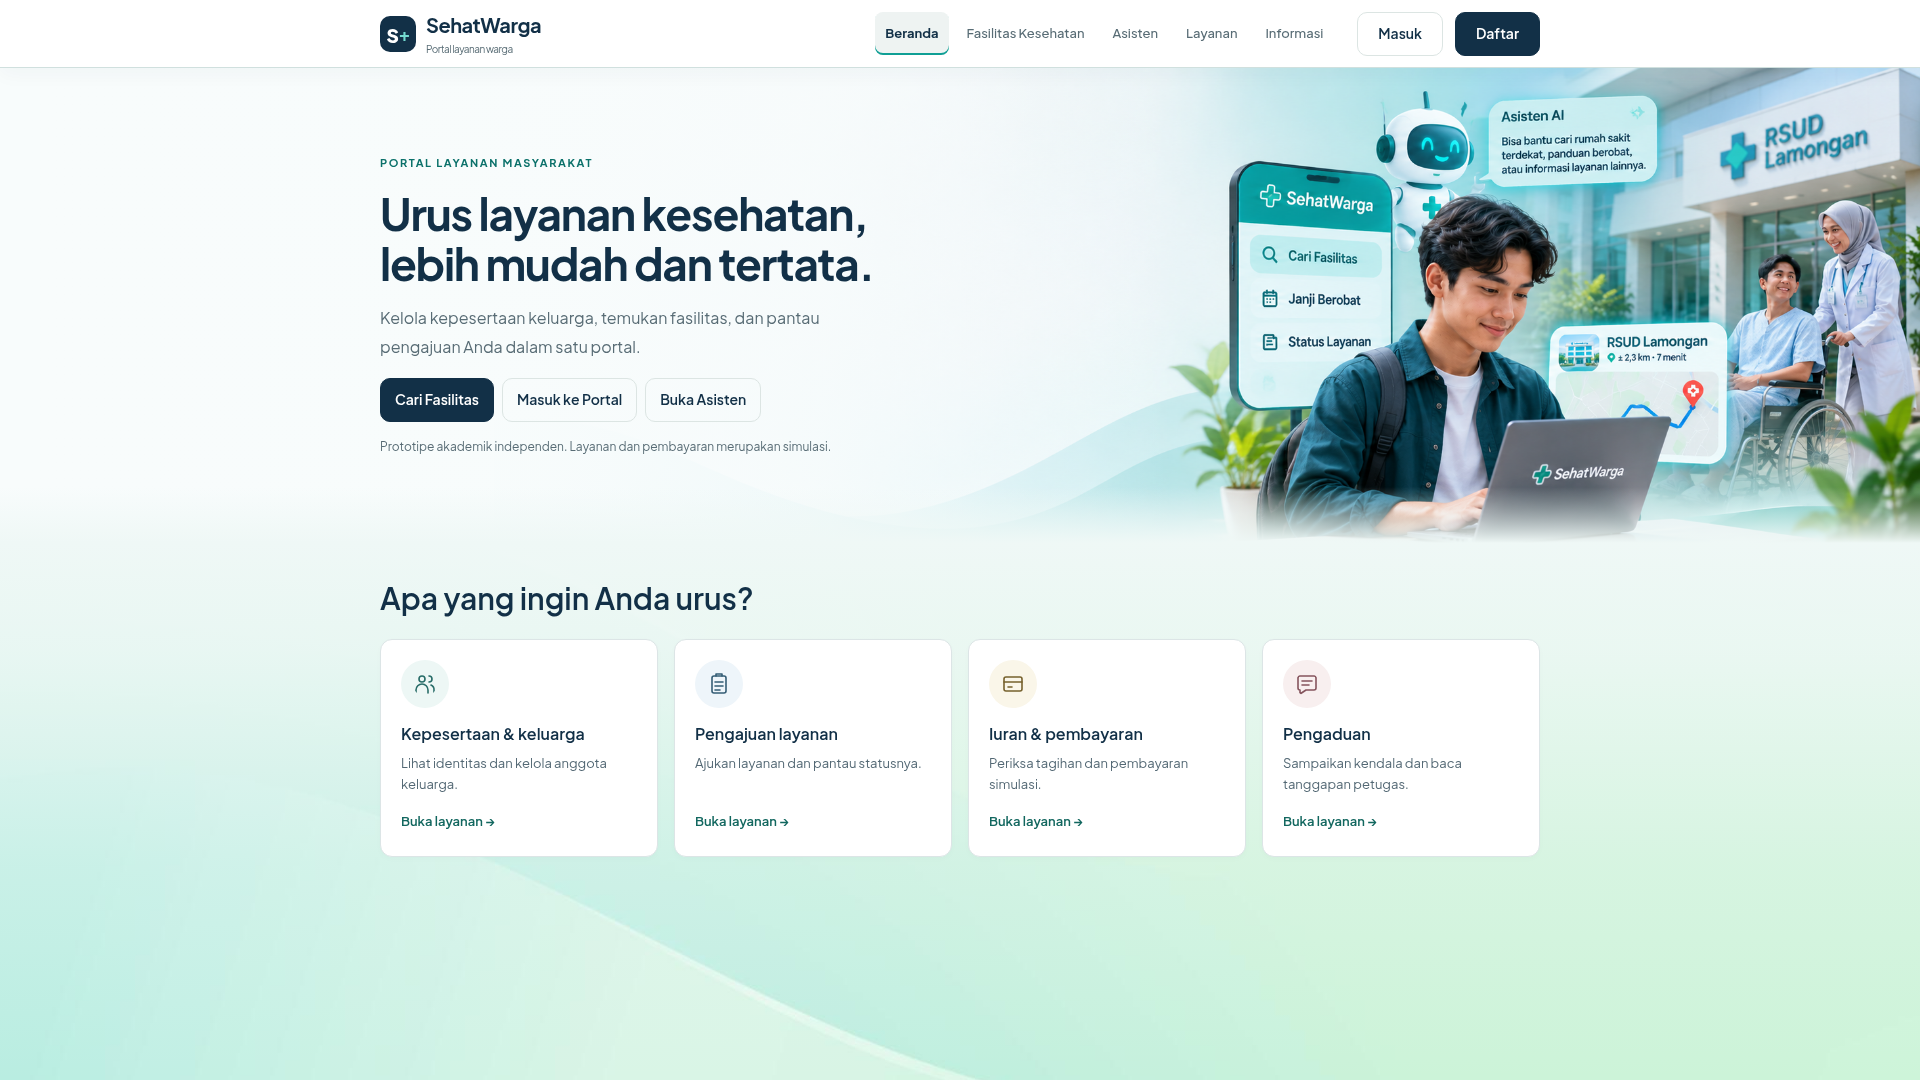 S+
SehatWarga
Portal layanan warga
Beranda
Fasilitas Kesehatan
Asisten
Layanan
Informasi
Masuk
Daftar
PORTAL LAYANAN MASYARAKAT
Urus layanan kesehatan,
lebih mudah dan tertata.
Kelola kepesertaan keluarga, temukan fasilitas, dan pantau
pengajuan Anda dalam satu portal.
Cari Fasilitas
Masuk ke Portal
Buka Asisten
Prototipe akademik independen. Layanan dan pembayaran merupakan simulasi.
SehatWarga
Cari Fasilitas
Janji Berobat
Status Layanan
Asisten AI
Bisa bantu cari rumah sakit
terdekat, panduan berobat,
atau informasi layanan lainnya.
RSUD
Lamongan
RSUD Lamongan
± 2,3 km • 7 menit
SehatWarga
Apa yang ingin Anda urus?
Kepesertaan & keluarga
Lihat identitas dan kelola anggota
keluarga.
Buka layanan →
Pengajuan layanan
Ajukan layanan dan pantau statusnya.
Buka layanan →
Iuran & pembayaran
Periksa tagihan dan pembayaran
simulasi.
Buka layanan →
Pengaduan
Sampaikan kendala dan baca
tanggapan petugas.
Buka layanan →